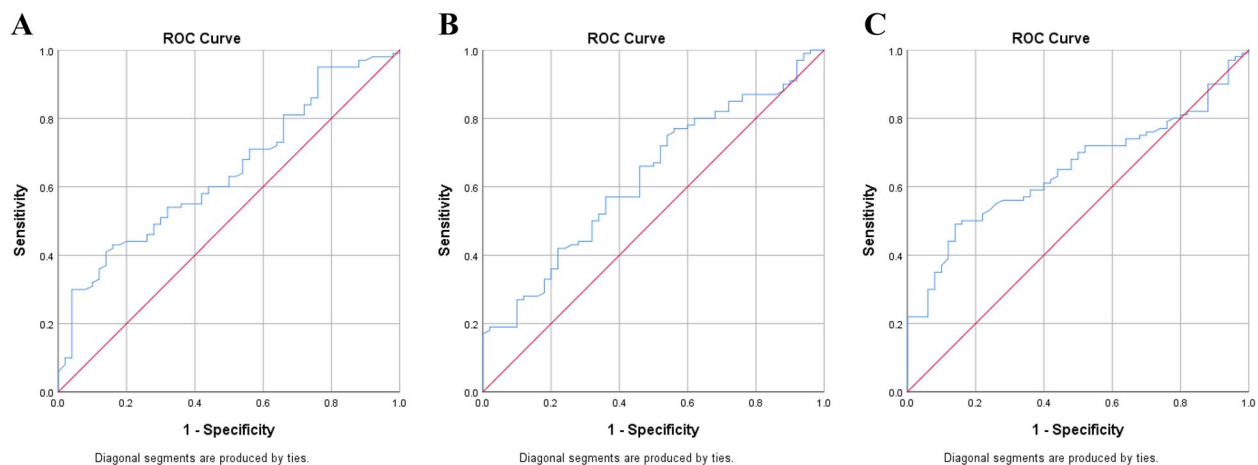 A
ROC Curve
1.0
0.8
0.6
0.4
0.2
0.0
Sensitivity
0.0 0.2 0.4 0.6 0.8 1.0
1 - Specificity
Diagonal segments are produced by ties.
B
ROC Curve
1.0
0.8
0.6
0.4
0.2
0.0
Sensitivity
0.0 0.2 0.4 0.6 0.8 1.0
1 - Specificity
Diagonal segments are produced by ties.
C
ROC Curve
1.0
0.8
0.6
0.4
0.2
0.0
Sensitivity
0.0 0.2 0.4 0.6 0.8 1.0
1 - Specificity
Diagonal segments are produced by ties.